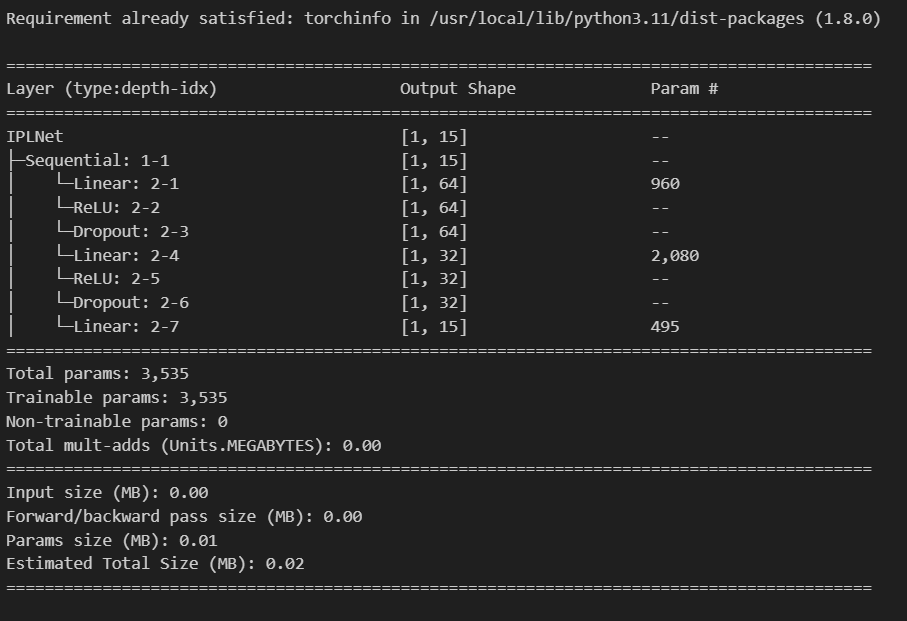 Requirement already satisfied: torchinfo in /usr/local/lib/python3.11/dist-packages (1.8.0)
==========================================================================================
Layer (type:depth-idx)                   Output Shape              Param #
==========================================================================================
IPLNet                                   [1, 15]                   --
├─Sequential: 1-1                        [1, 15]                   --
│    └─Linear: 2-1                       [1, 64]                   960
│    └─ReLU: 2-2                         [1, 64]                   --
│    └─Dropout: 2-3                      [1, 64]                   --
│    └─Linear: 2-4                       [1, 32]                   2,080
│    └─ReLU: 2-5                         [1, 32]                   --
│    └─Dropout: 2-6                      [1, 32]                   --
│    └─Linear: 2-7                       [1, 15]                   495
==========================================================================================
Total params: 3,535
Trainable params: 3,535
Non-trainable params: 0
Total mult-adds (Units.MEGABYTES): 0.00
==========================================================================================
Input size (MB): 0.00
Forward/backward pass size (MB): 0.00
Params size (MB): 0.01
Estimated Total Size (MB): 0.02
==========================================================================================